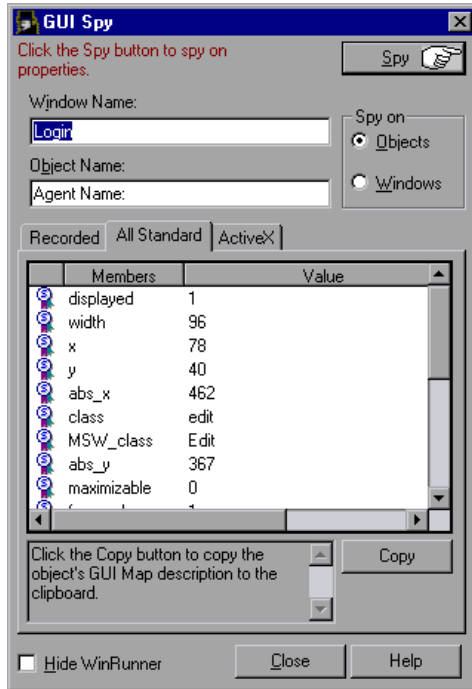 GUI Spy
Click the Spy button to spy on
properties.
Spy
Window Name:
Login
Spy on
Objects
Object Name:
Agent Name:
Windows
Recorded All Standard ActiveX
Members Value
displayed 1
width 96
x 78
y 40
abs_x 462
class edit
MSW_class Edit
abs_y 367
maximizable 0
Click the Copy button to copy the
object's GUI Map description to the
clipboard.
Copy
Hide WinRunner Close Help